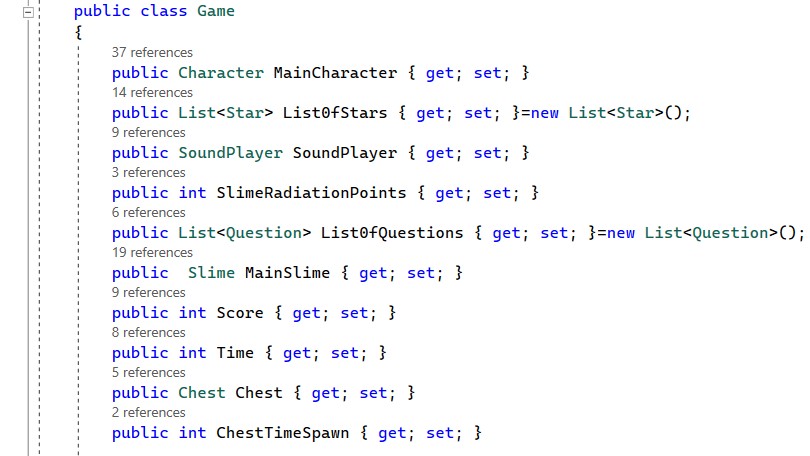 public class Game
{
37 references
public Character MainCharacter { get; set; }
14 references
public List<Star> List0fStars { get; set; }=new List<Star>();
9 references
public SoundPlayer SoundPlayer { get; set; }
3 references
public int SlimeRadiationPoints { get; set; }
6 references
public List<Question> List0fQuestions { get; set; }=new List<Question>();
19 references
public  Slime MainSlime { get; set; }
9 references
public int Score { get; set; }
8 references
public int Time { get; set; }
5 references
public Chest Chest { get; set; }
2 references
public int ChestTimeSpawn { get; set; }